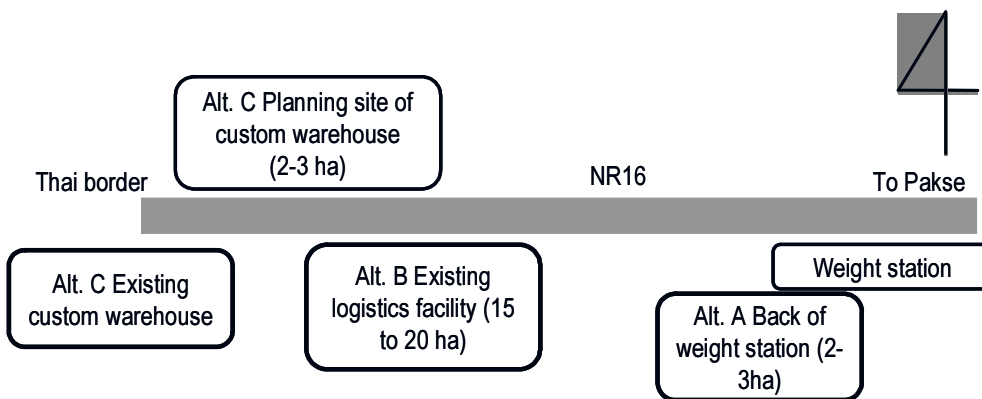 Alt. C Planning site of
custom warehouse
(2-3 ha)
Thai border
NR16
To Pakse
Alt. C Existing
custom warehouse
Alt. B Existing
logistics facility (15
to 20 ha)
Weight station
Alt. A Back of
weight station (2-
3ha)